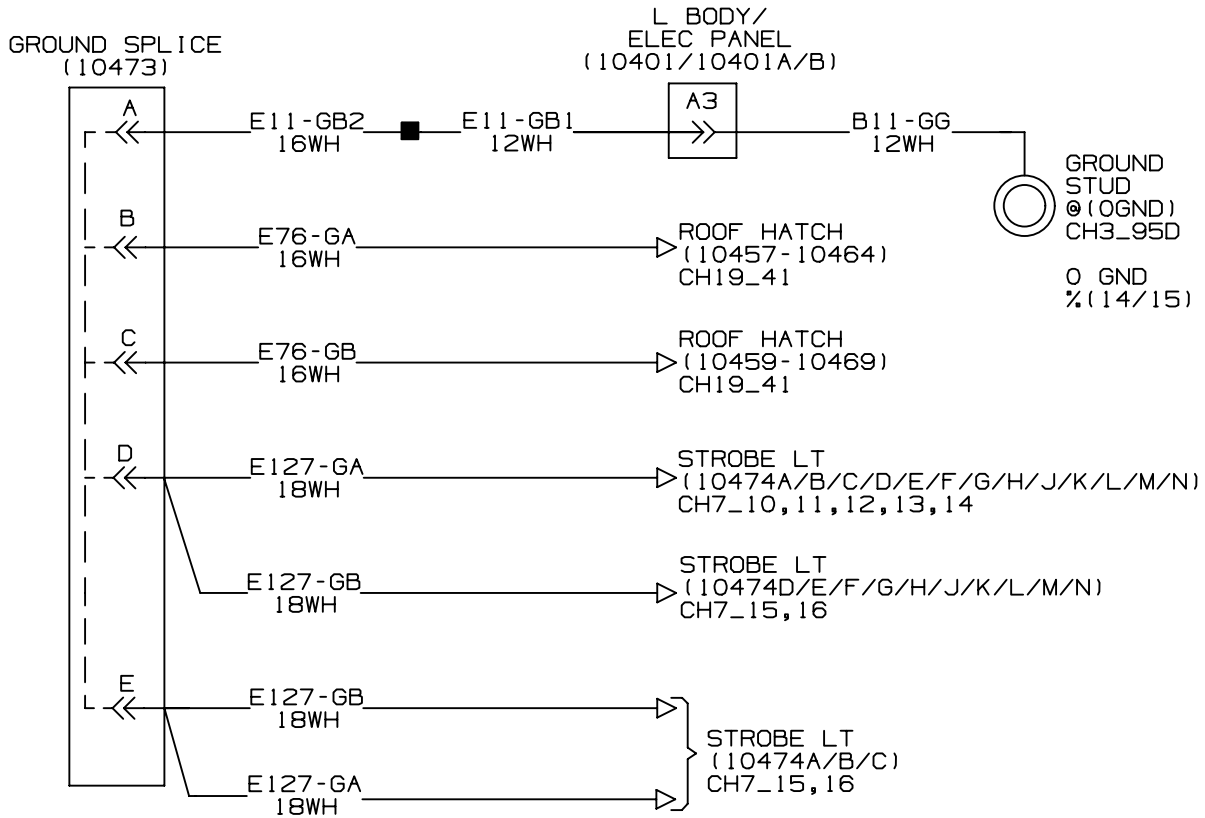 GROUND SPLICE
(10473)
L BODY/
ELEC PANEL
(10401/10401A/B)
A
E11-GB2
16WH
E11-GB1
12WH
A3
B11-GG
12WH
GROUND
STUD
@(0GND)
CH3_95D
0 GND
%(14/15)
B
E76-GA
16WH
ROOF HATCH
(10457-10464)
CH19_41
C
E76-GB
16WH
ROOF HATCH
(10459-10469)
CH19_41
D
E127-GA
18WH
STROBE LT
(10474A/B/C/D/E/F/G/H/J/K/L/M/N)
CH7_10,11,12,13,14
E127-GB
18WH
STROBE LT
(10474D/E/F/G/H/J/K/L/M/N)
CH7_15,16
E
E127-GB
18WH
E127-GA
18WH
STROBE LT
(10474A/B/C)
CH7_15,16